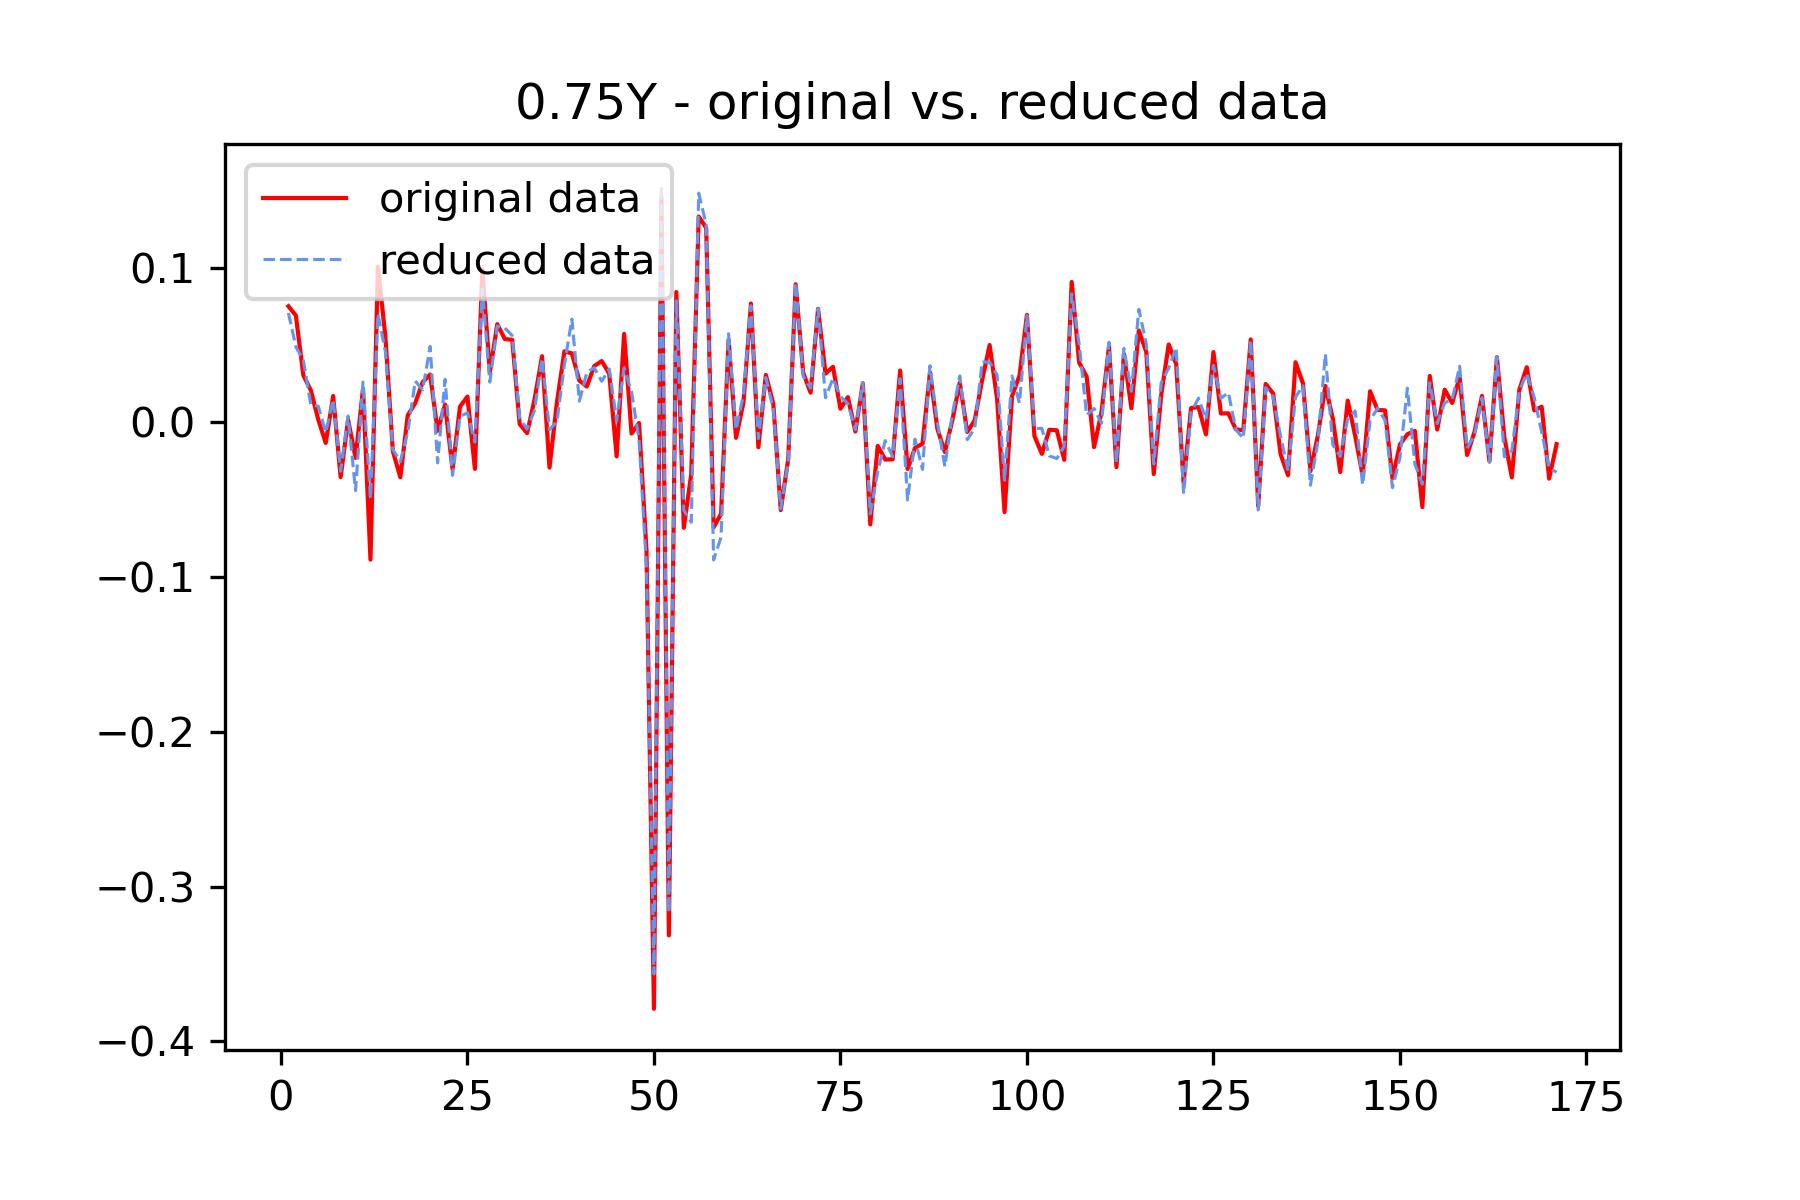 0.75Y - original vs. reduced data
original data
reduced data
0.1
0.0
−0.1
−0.2
−0.3
−0.4
0 25 50 75 100 125 150 175